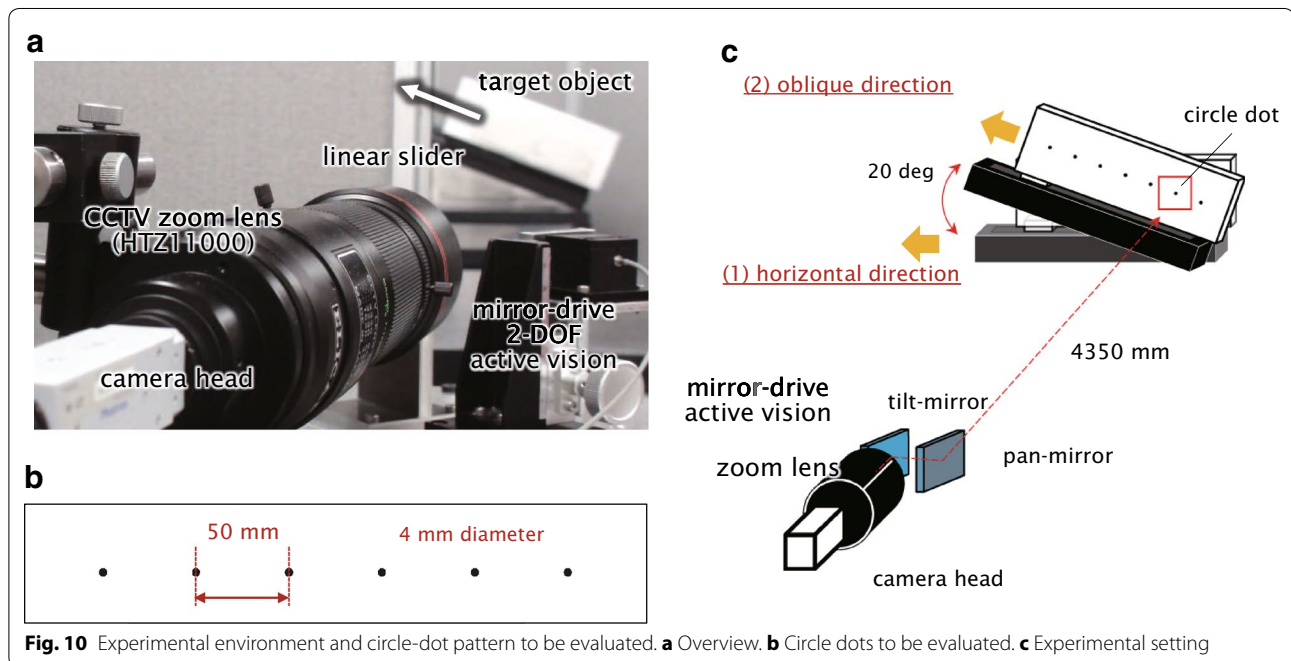 a
target object
linear slider
CCTV zoom lens
(HTZ11000)
mirror-drive
2-DOF
active vision
camera head
b
50 mm
4 mm diameter
c
(2) oblique direction
circle dot
20 deg
(1) horizontal direction
4350 mm
mirror-drive
active vision
tilt-mirror
pan-mirror
zoom lens
camera head
Fig. 10 Experimental environment and circle-dot pattern to be evaluated. a Overview. b Circle dots to be evaluated. c Experimental setting